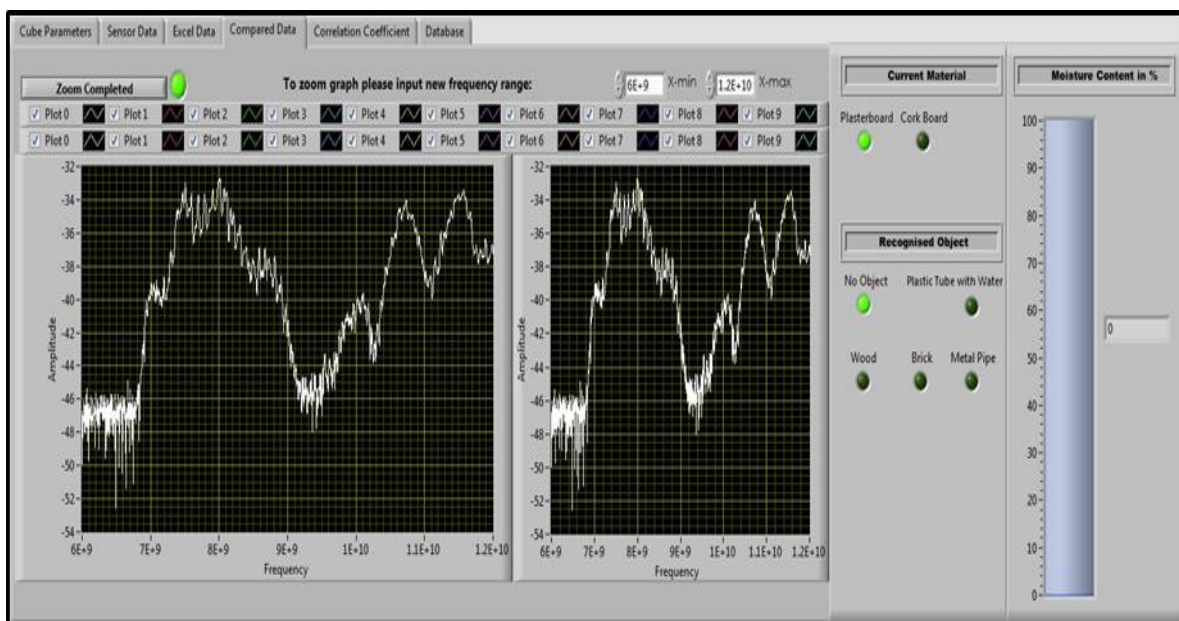 Cube Parameters Sensor Data Excel Data Compared Data Correlation Coefficient Database
Zoom Completed
To zoom graph please input new frequency range:
6E+9 X-min 1.2E+10 X-max
Plot 0 Plot 1 Plot 2 Plot 3 Plot 4 Plot 5 Plot 6 Plot 7 Plot 8 Plot 9
Plot 0 Plot 1 Plot 2 Plot 3 Plot 4 Plot 5 Plot 6 Plot 7 Plot 8 Plot 9
Amplitude
-32
-34
-36
-38
-40
-42
-44
-46
-48
-50
-52
-54
6E+9 7E+9 8E+9 9E+9 1E+10 1.1E+10 1.2E+10
Frequency
Amplitude
-32
-34
-36
-38
-40
-42
-44
-46
-48
-50
-52
-54
6E+9 7E+9 8E+9 9E+9 1E+10 1.1E+10 1.2E+10
Frequency
Current Material
Plasterboard Cork Board
Recognised Object
No Object Plastic Tube with Water
Wood Brick Metal Pipe
Moisture Content in %
100
90
80
70
60
50
40
30
20
10
0
0